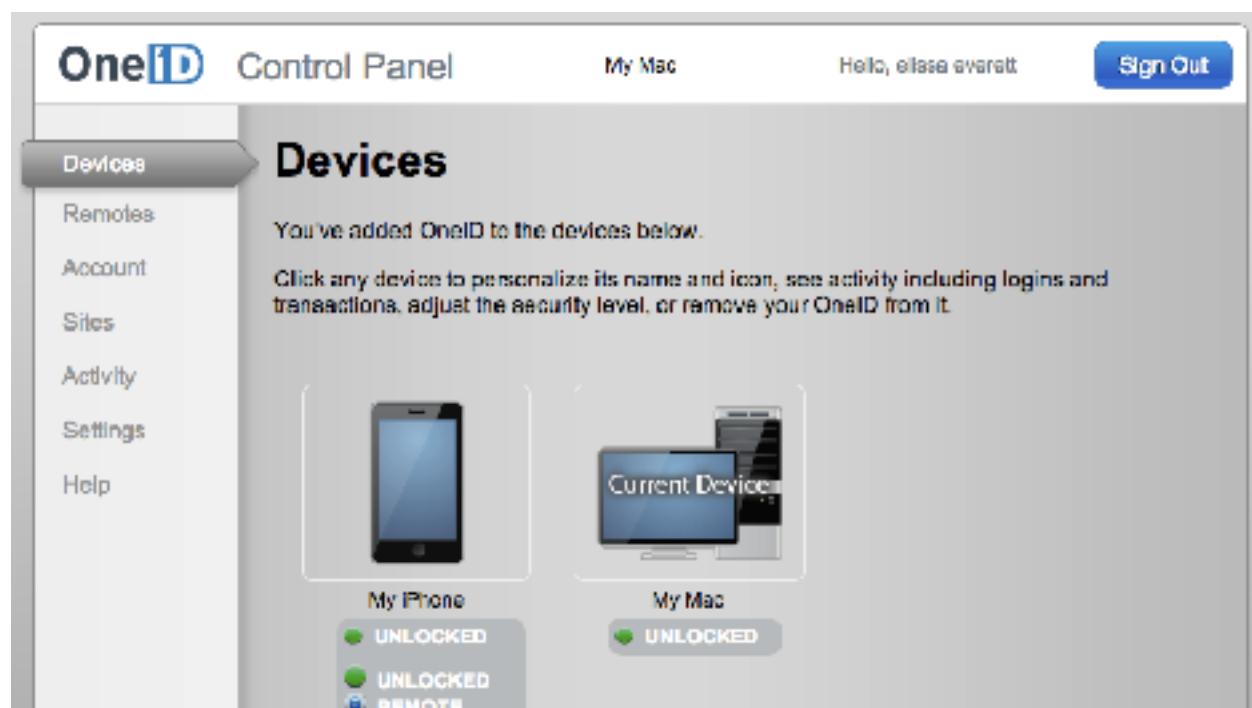 OneID Control Panel My Mac Hello, elissa everett Sign Out
Devices
Remotes
Account
Sites
Activity
Settings
Help
Devices
You've added OneID to the devices below.
Click any device to personalize its name and icon, see activity including logins and
transactions, adjust the security level, or remove your OneID from it.
Current Device
My iPhone
UNLOCKED
UNLOCKED
REMOTE
My Mac
UNLOCKED